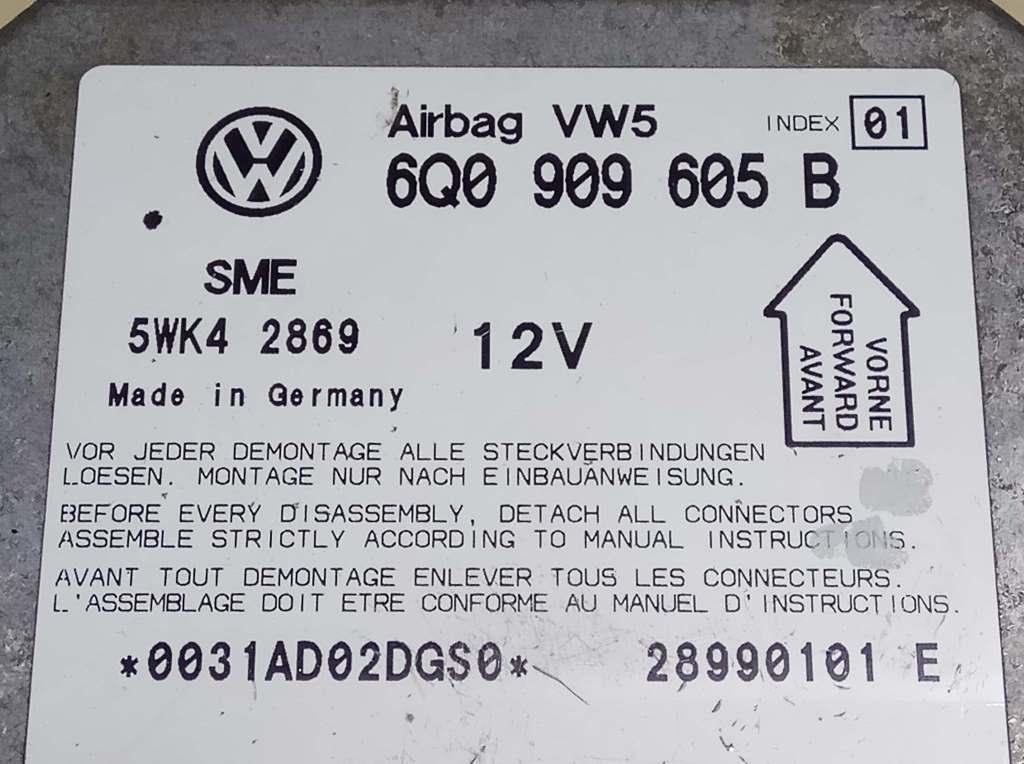 Airbag VW5 INDEX 01
6Q0 909 605 B
SME
5WK4 2869
12V
Made in Germany
VORNE
FORWARD
AVANT
VOR JEDER DEMONTAGE ALLE STECKVERBINDUNGEN
LOESEN. MONTAGE NUR NACH EINBAUANWEISUNG.
BEFORE EVERY DISASSEMBLY, DETACH ALL CONNECTORS
ASSEMBLE STRICTLY ACCORDING TO MANUAL INSTRUCTIONS.
AVANT TOUT DEMONTAGE ENLEVER TOUS LES CONNECTEURS.
L'ASSEMBLAGE DOIT ETRE CONFORME AU MANUEL D'INSTRUCTIONS.
*0031AD02DGS0* 28990101 E